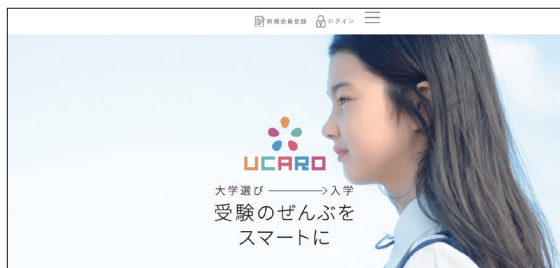 新規会員登録 ログイン
UCARO
大学選び → 入学
受験のぜんぶを
スマートに